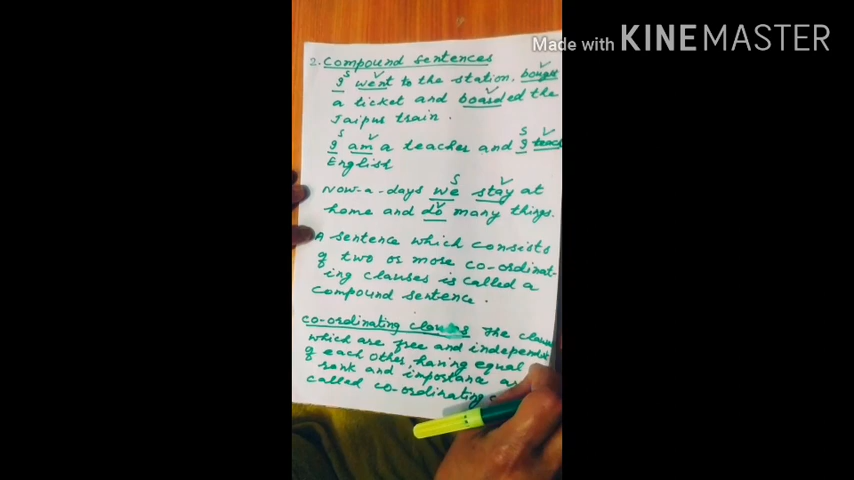 Made with KINEMASTER
2. Compound sentences
S V V
I went to the station, bought
V
a ticket and boarded the
Jaipur train.
S V S V
I am a teacher and I teach
English
S V
Now-a-days we stay at
V
home and do many things.
A sentence which consists
of two or more co-ordinat-
ing clauses is called a
compound sentence.
co-ordinating clauses The
which are free and independent
of each other, having equal
rank and importance
called co-ordinating